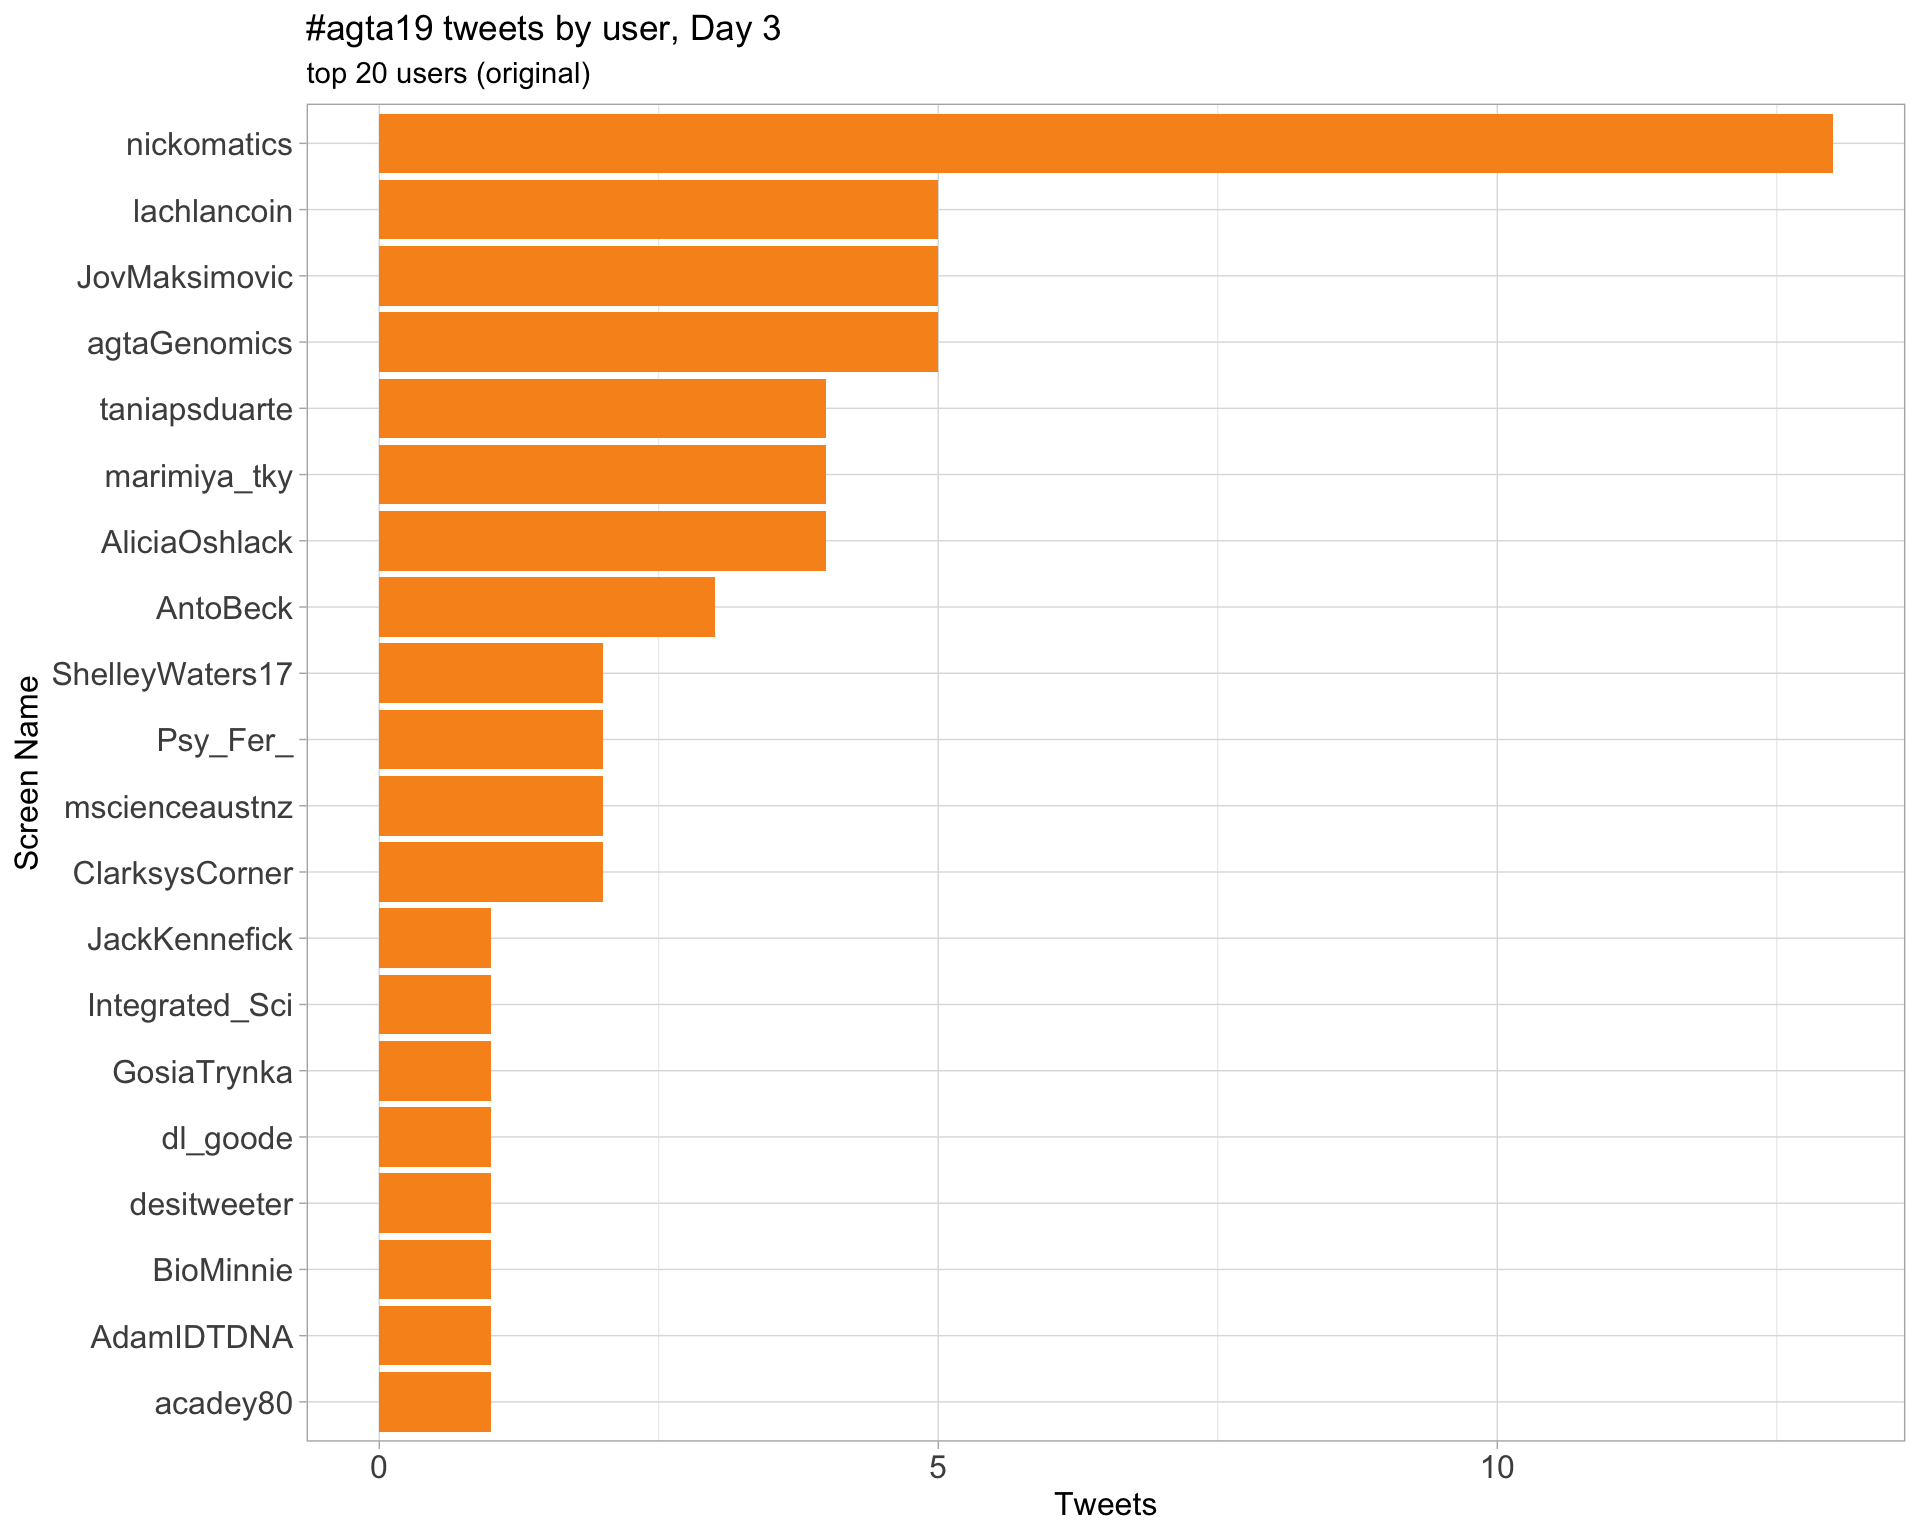 #agta19 tweets by user, Day 3
top 20 users (original)
nickomatics
lachlancoin
JovMaksimovic
agtaGenomics
taniapsduarte
marimiya_tky
AliciaOshlack
AntoBeck
ShelleyWaters17
Psy_Fer_
mscienceaustnz
ClarksysCorner
JackKennefick
Integrated_Sci
GosiaTrynka
dl_goode
desitweeter
BioMinnie
AdamIDTDNA
acadey80
Screen Name
0 5 10
Tweets